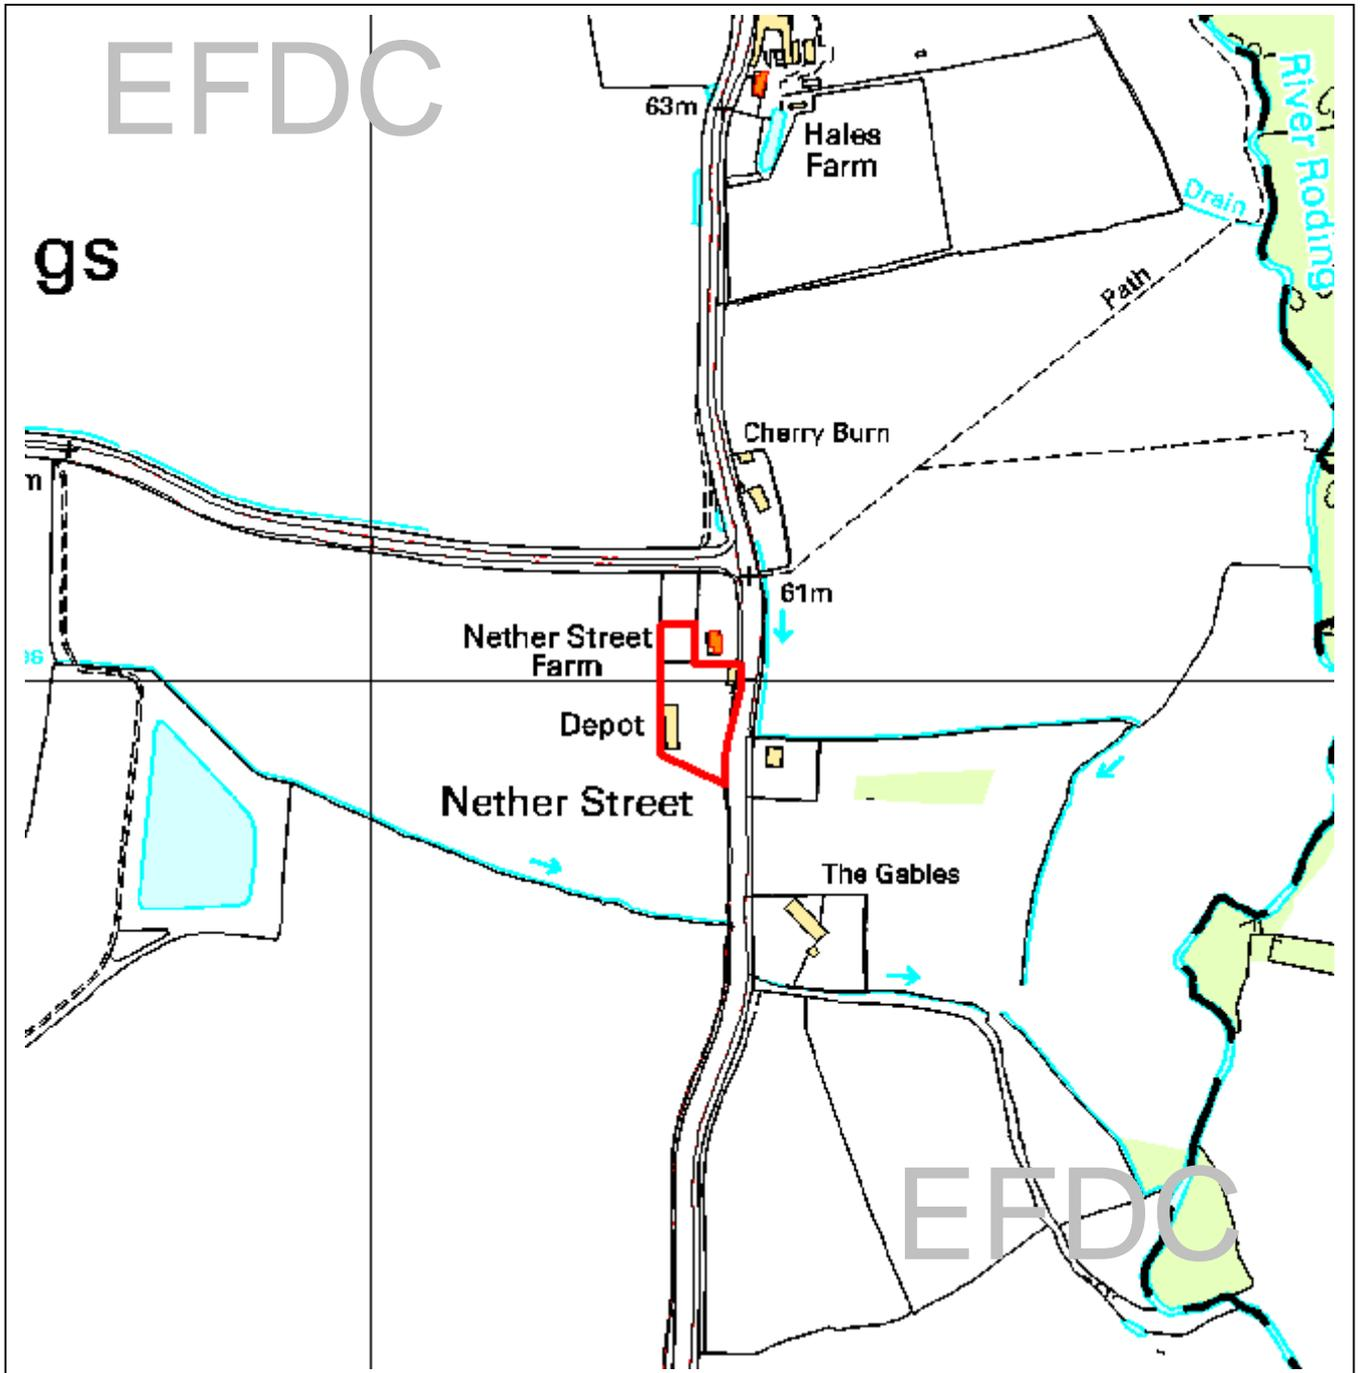 EFDC
63m
Hales
Farm
River Roding
Drain
gs
Path
Cherry Burn
m
61m
Nether Street
Farm
es
Depot
Nether Street
The Gables
EFDC